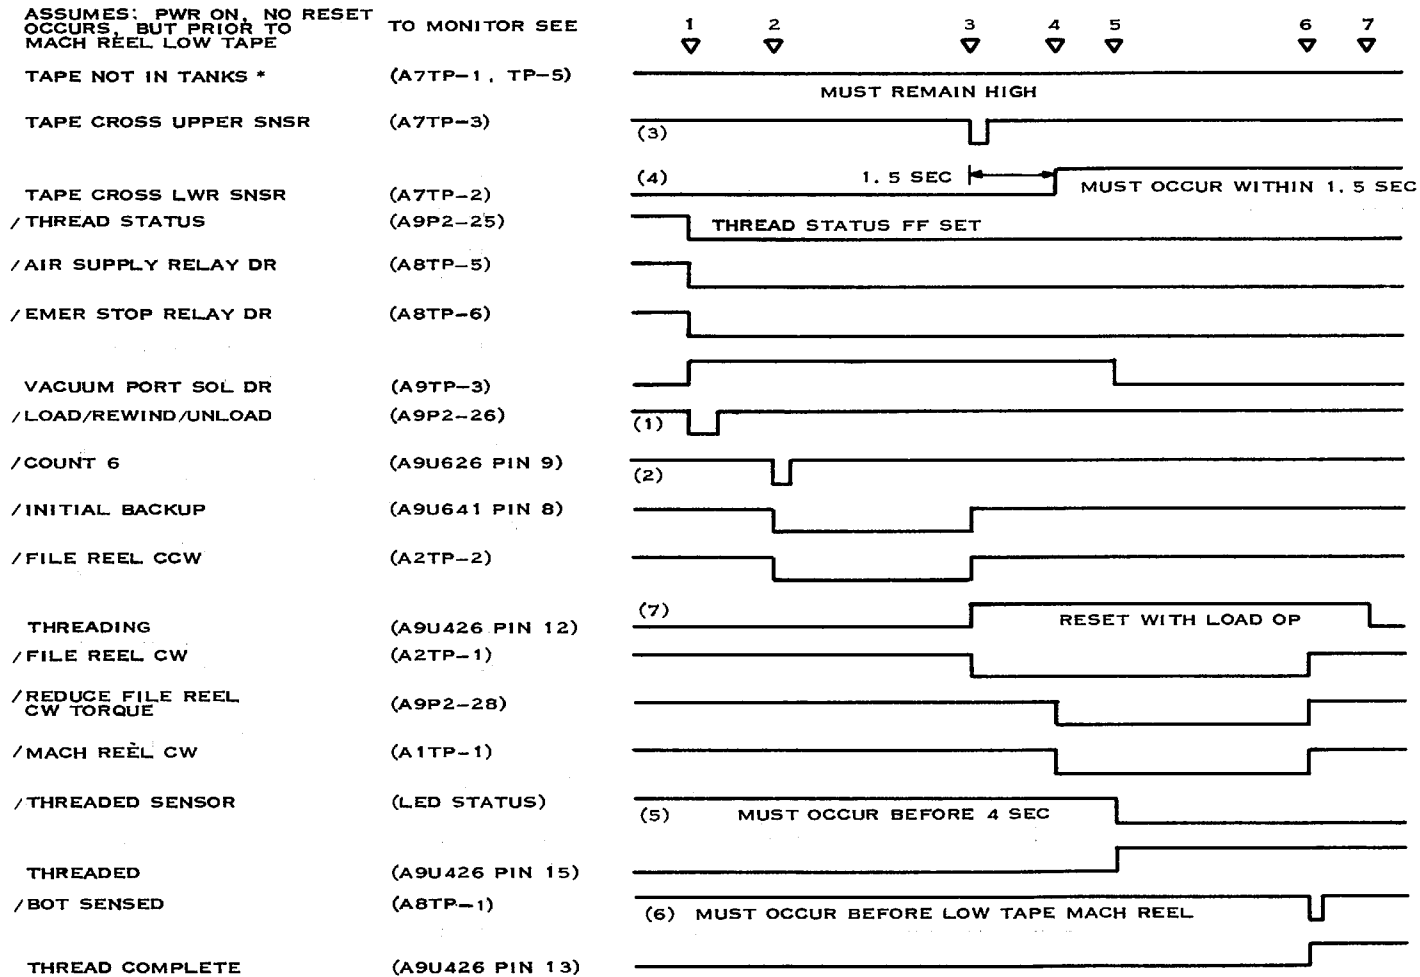 ASSUMES: PWR ON, NO RESET
OCCURS, BUT PRIOR TO
MACH REEL LOW TAPE
TO MONITOR SEE
1 2 3 4 5 6 7
TAPE NOT IN TANKS * (A7TP-1, TP-5)
MUST REMAIN HIGH
TAPE CROSS UPPER SNSR (A7TP-3) (3)
TAPE CROSS LWR SNSR (A7TP-2) (4) 1.5 SEC MUST OCCUR WITHIN 1.5 SEC
/THREAD STATUS (A9P2-25) THREAD STATUS FF SET
/AIR SUPPLY RELAY DR (A8TP-5)
/EMER STOP RELAY DR (A8TP-6)
VACUUM PORT SOL DR (A9TP-3)
/LOAD/REWIND/UNLOAD (A9P2-26) (1)
/COUNT 6 (A9U626 PIN 9) (2)
/INITIAL BACKUP (A9U641 PIN 8)
/FILE REEL CCW (A2TP-2)
THREADING (A9U426 PIN 12) (7) RESET WITH LOAD OP
/FILE REEL CW (A2TP-1)
/REDUCE FILE REEL
CW TORQUE (A9P2-28)
/MACH REEL CW (A1TP-1)
/THREADED SENSOR (LED STATUS) (5) MUST OCCUR BEFORE 4 SEC
THREADED (A9U426 PIN 15)
/BOT SENSED (A8TP-1) (6) MUST OCCUR BEFORE LOW TAPE MACH REEL
THREAD COMPLETE (A9U426 PIN 13)